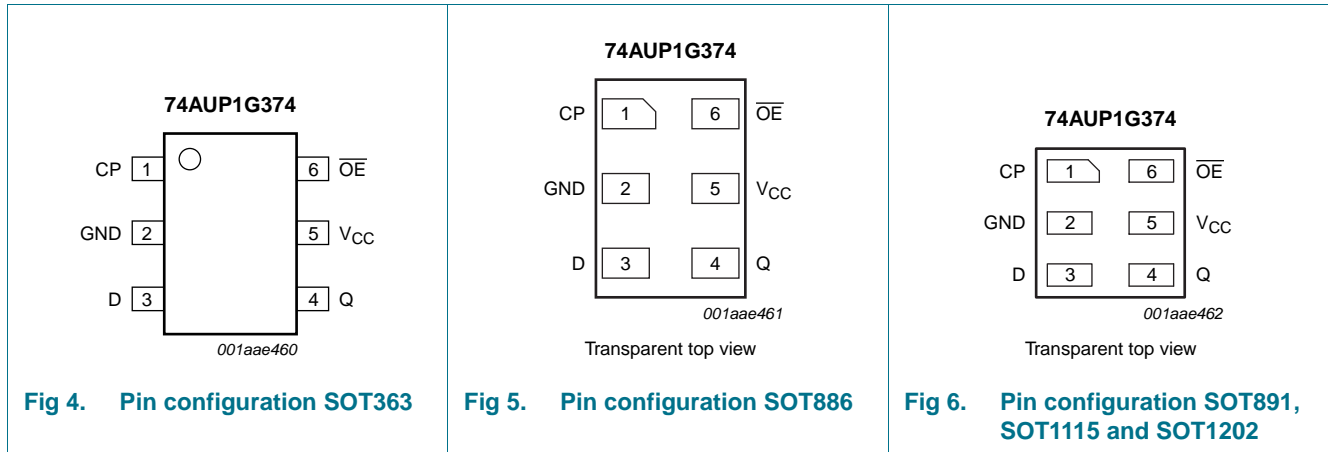 74AUP1G374
CP 1 6 OE
GND 2 5 VCC
D 3 4 Q
001aae460
Fig 4. Pin configuration SOT363
74AUP1G374
CP 1 6 OE
GND 2 5 VCC
D 3 4 Q
001aae461
Transparent top view
Fig 5. Pin configuration SOT886
74AUP1G374
CP 1 6 OE
GND 2 5 VCC
D 3 4 Q
001aae462
Transparent top view
Fig 6. Pin configuration SOT891,
SOT1115 and SOT1202